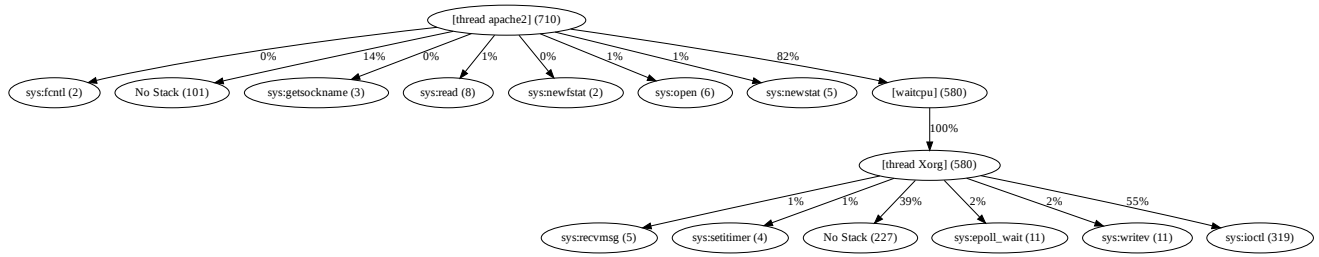 [thread apache2] (710)
0%
14%
0%
1%
0%
1%
1%
82%
sys:fcntl (2)
No Stack (101)
sys:getsockname (3)
sys:read (8)
sys:newfstat (2)
sys:open (6)
sys:newstat (5)
[waitcpu] (580)
100%
[thread Xorg] (580)
1%
1%
39%
2%
2%
55%
sys:recvmsg (5)
sys:setitimer (4)
No Stack (227)
sys:epoll_wait (11)
sys:writev (11)
sys:ioctl (319)